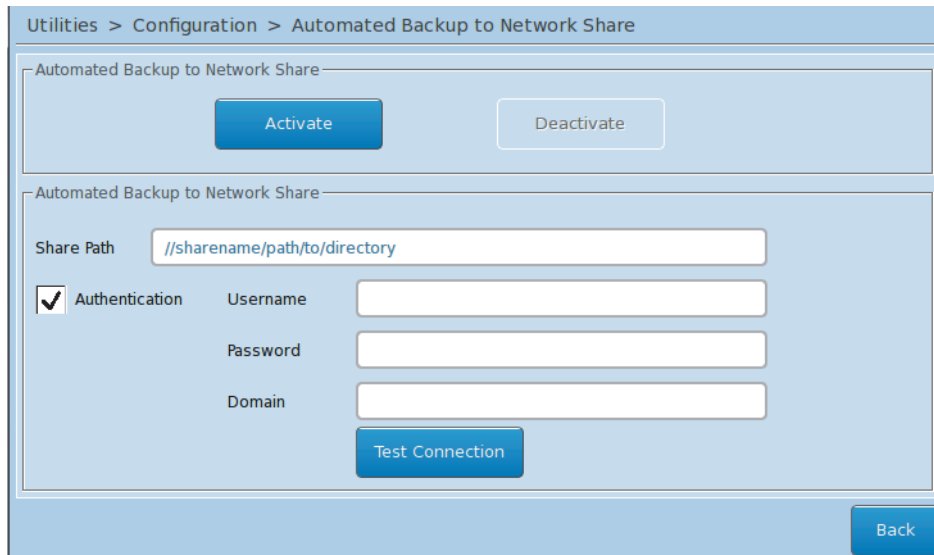 Utilities > Configuration > Automated Backup to Network Share
Automated Backup to Network Share
Activate Deactivate
Automated Backup to Network Share
Share Path //sharename/path/to/directory
Authentication Username
Password
Domain
Test Connection
Back